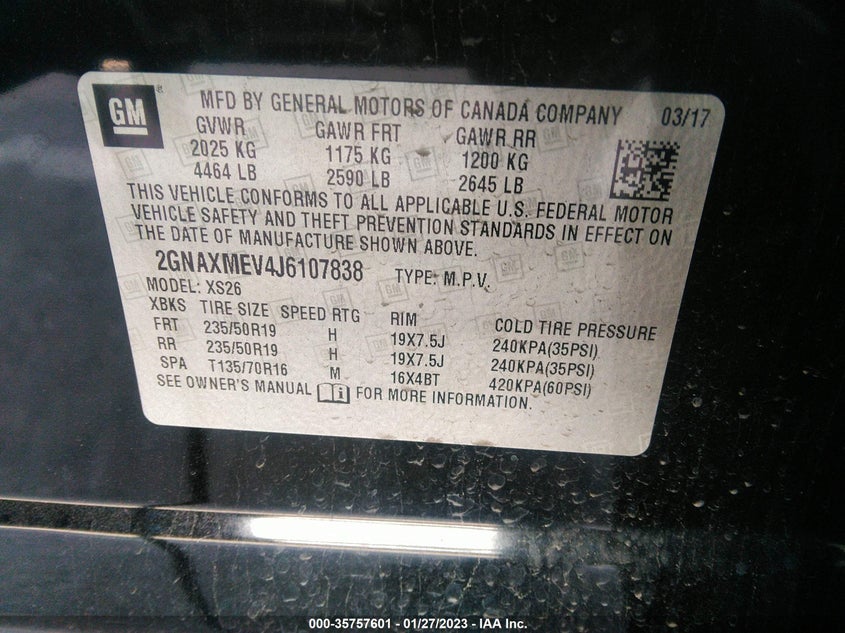 GM ® MFD BY GENERAL MOTORS OF CANADA COMPANY 03/17
GVWR GAWR FRT GAWR RR
2025 KG 1175 KG 1200 KG
4464 LB 2590 LB 2645 LB
THIS VEHICLE CONFORMS TO ALL APPLICABLE U.S. FEDERAL MOTOR
VEHICLE SAFETY AND THEFT PREVENTION STANDARDS IN EFFECT ON
THE DATE OF MANUFACTURE SHOWN ABOVE.
2GNAXMEV4J6107838 TYPE: M.P.V.
MODEL: XS26
XBKS TIRE SIZE SPEED RTG RIM COLD TIRE PRESSURE
FRT 235/50R19 H 19X7.5J 240KPA(35PSI)
RR 235/50R19 H 19X7.5J 240KPA(35PSI)
SPA T135/70R16 M 16X4BT 420KPA(60PSI)
SEE OWNER'S MANUAL FOR MORE INFORMATION.
000-35757601 - 01/27/2023 - IAA Inc.